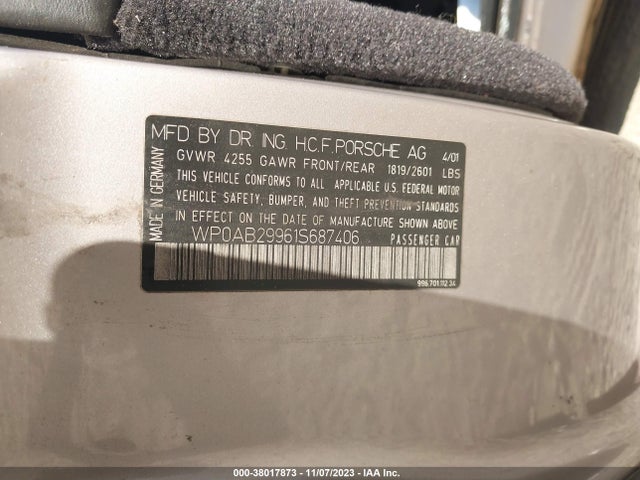 MFD BY DR. ING. H.C.F. PORSCHE AG 4/01
GVWR 4255 GAWR FRONT/REAR 1819/2601 LBS
THIS VEHICLE CONFORMS TO ALL APPLICABLE U.S. FEDERAL MOTOR
VEHICLE SAFETY, BUMPER, AND THEFT PREVENTION STANDARDS
IN EFFECT ON THE DATE OF MANUFACTURE SHOWN ABOVE
WP0AB29961S687406 PASSENGER CAR
MADE IN GERMANY
996.701.112.34
000-38017873 - 11/07/2023 - IAA Inc.